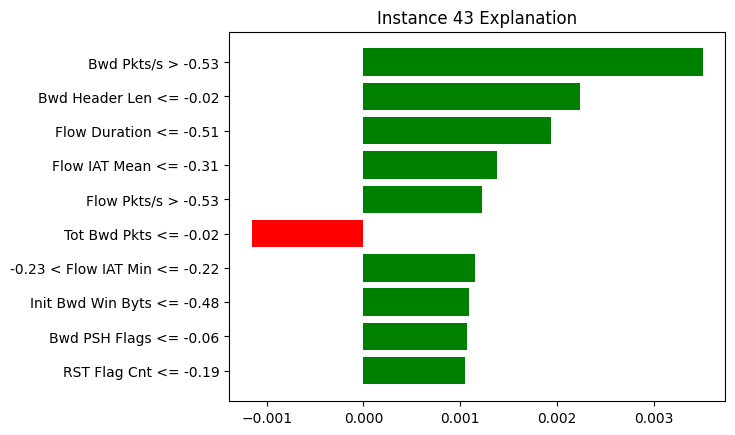 Instance 43 Explanation
Bwd Pkts/s > -0.53
Bwd Header Len <= -0.02
Flow Duration <= -0.51
Flow IAT Mean <= -0.31
Flow Pkts/s > -0.53
Tot Bwd Pkts <= -0.02
-0.23 < Flow IAT Min <= -0.22
Init Bwd Win Byts <= -0.48
Bwd PSH Flags <= -0.06
RST Flag Cnt <= -0.19
−0.001 0.000 0.001 0.002 0.003